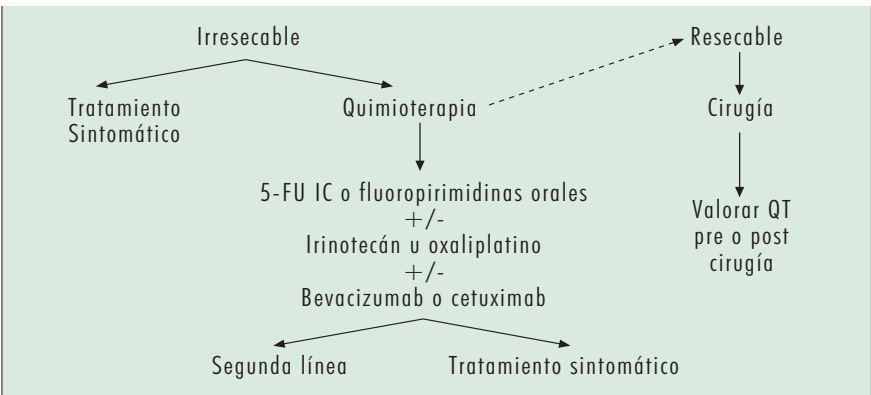 Irresecable
Resecable
Tratamiento
Sintomático
Quimioterapia
Cirugía
5-FU IC o fluoropirimidinas orales
+/-
Irinotecán u oxaliplatino
+/-
Bevacizumab o cetuximab
Valorar QT
pre o post
cirugía
Segunda línea
Tratamiento sintomático